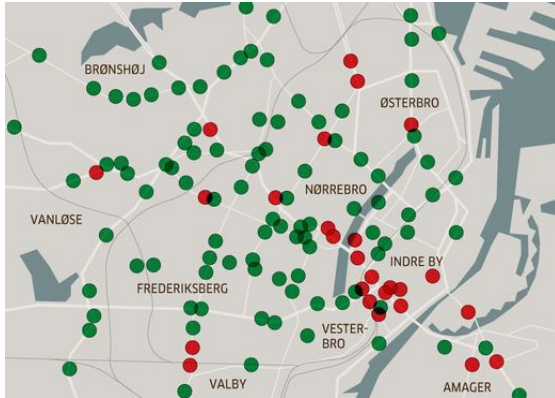 BRØNSHØJ
ØSTERBRO
NØRREBRO
VANLØSE
INDRE BY
FREDERIKSBERG
VESTER-
BRO
VALBY
AMAGER